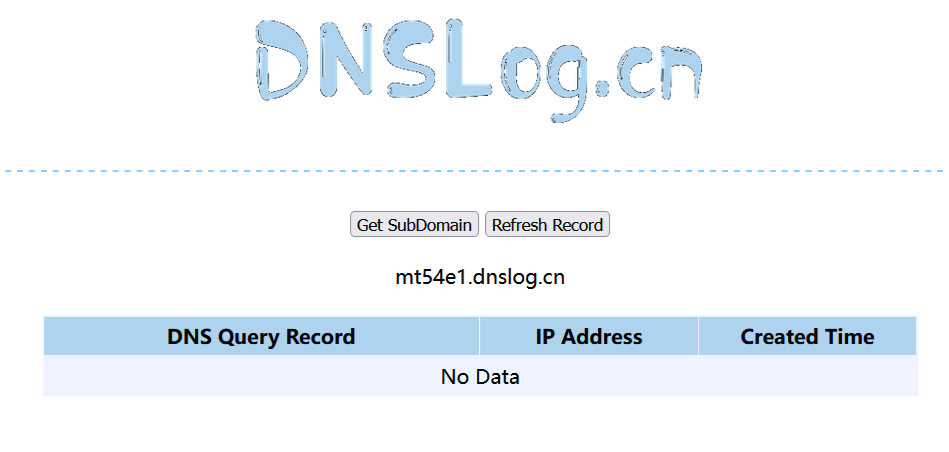 DNSLog.cn
Get SubDomain Refresh Record
mt54e1.dnslog.cn
DNS Query Record IP Address Created Time
No Data